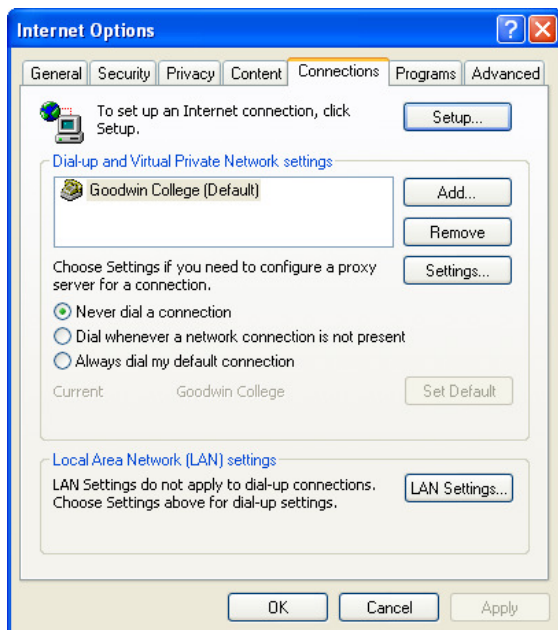 Internet Options
General Security Privacy Content Connections Programs Advanced
To set up an Internet connection, click
Setup.
Setup...
Dial-up and Virtual Private Network settings
Goodwin College (Default)
Add...
Remove
Choose Settings if you need to configure a proxy
server for a connection.
Settings...
Never dial a connection
Dial whenever a network connection is not present
Always dial my default connection
Current Goodwin College Set Default
Local Area Network (LAN) settings
LAN Settings do not apply to dial-up connections.
Choose Settings above for dial-up settings.
LAN Settings...
OK Cancel Apply